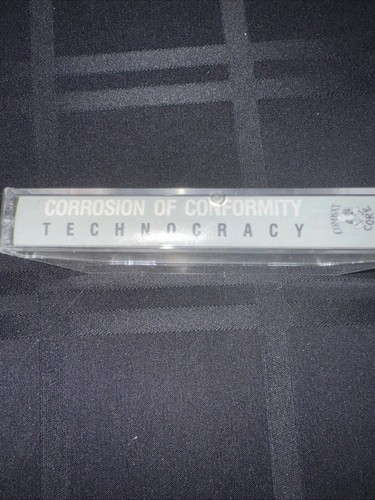 CORROSION OF CONFORMITY
TECHNOCRACY
COMBAT
CORE